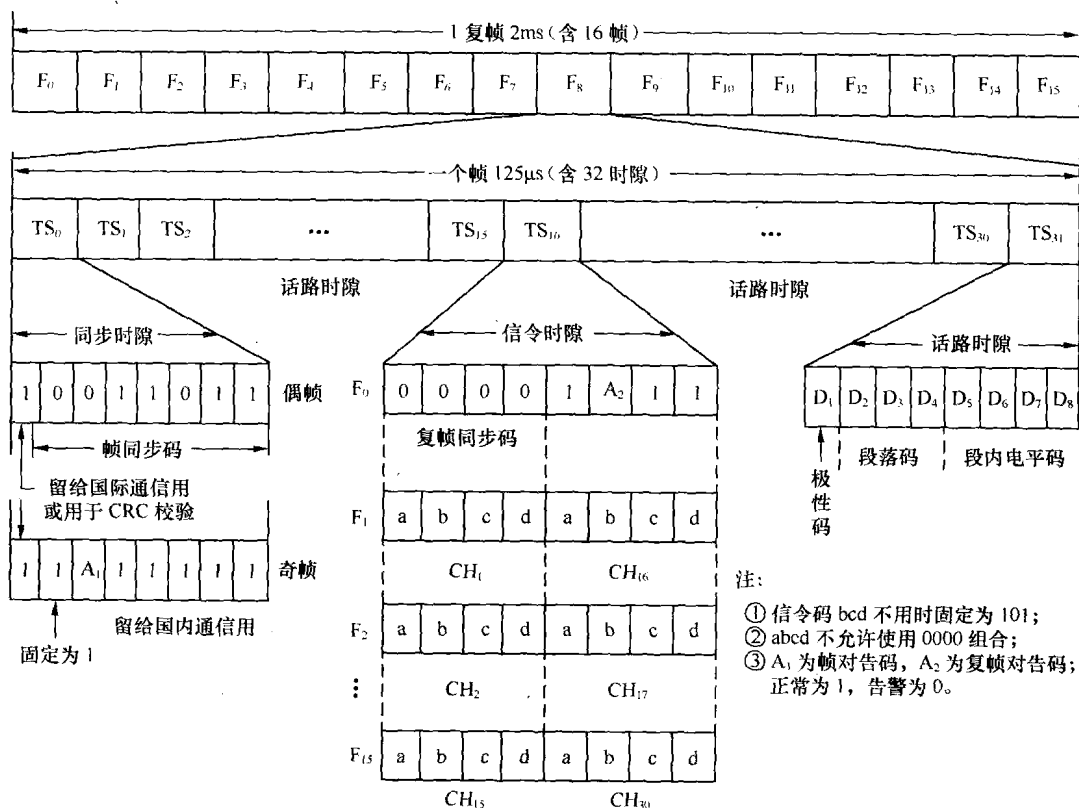 1 复帧 2ms（含 16 帧）
F0 F1 F2 F3 F4 F5 F6 F7 F8 F9 F10 F11 F12 F13 F14 F15
一个帧 125μs（含 32 时隙）
TS0 TS1 TS2 ··· TS15 TS16 ··· TS30 TS31
话路时隙 话路时隙
同步时隙 信令时隙 话路时隙
1 0 0 1 1 0 1 1 偶帧
F0 0 0 0 0 1 A2 1 1
D1 D2 D3 D4 D5 D6 D7 D8
帧同步码
复帧同步码
段落码 段内电平码
极性码
留给国际通信用
或用于 CRC 校验
F1 a b c d a b c d
1 1 A1 1 1 1 1 1 奇帧
CH1 CH16
留给国内通信用
固定为 1
F2 a b c d a b c d
⋮ CH2 CH17
F15 a b c d a b c d
CH15 CH30
注：
① 信令码 bcd 不用时固定为 101；
② abcd 不允许使用 0000 组合；
③ A1 为帧对告码，A2 为复帧对告码；
正常为 1，告警为 0。